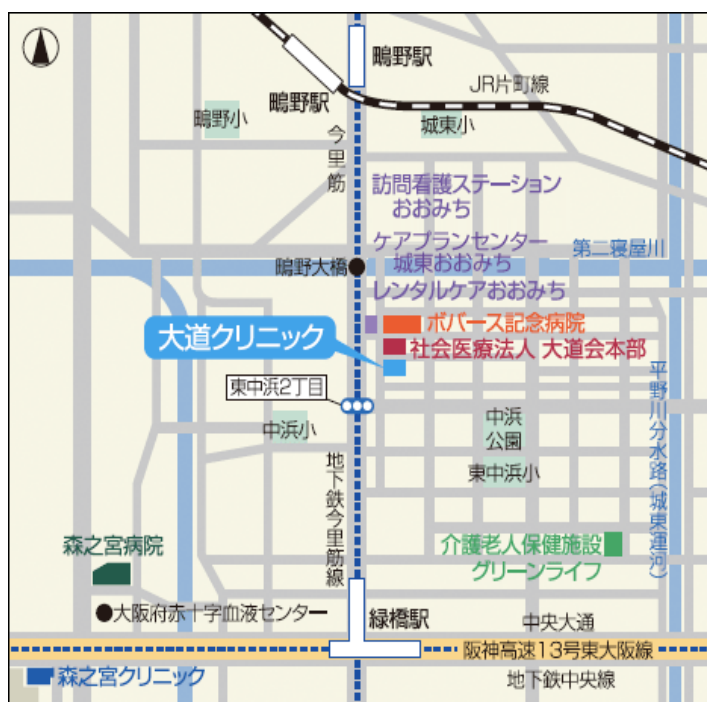 鴫野駅
鴫野駅
JR片町線
鴫野小
城東小
今里筋
訪問看護ステーション
おおみち
ケアプランセンター
城東おおみち
第二寝屋川
鴫野大橋
レンタルケアおおみち
ボバース記念病院
大道クリニック
社会医療法人 大道会本部
東中浜2丁目
平野川分水路(城東運河)
中浜小
中浜
公園
東中浜小
地下鉄今里筋線
森之宮病院
介護老人保健施設
グリーンライフ
大阪府赤十字血液センター
緑橋駅
中央大通
阪神高速13号東大阪線
森之宮クリニック
地下鉄中央線